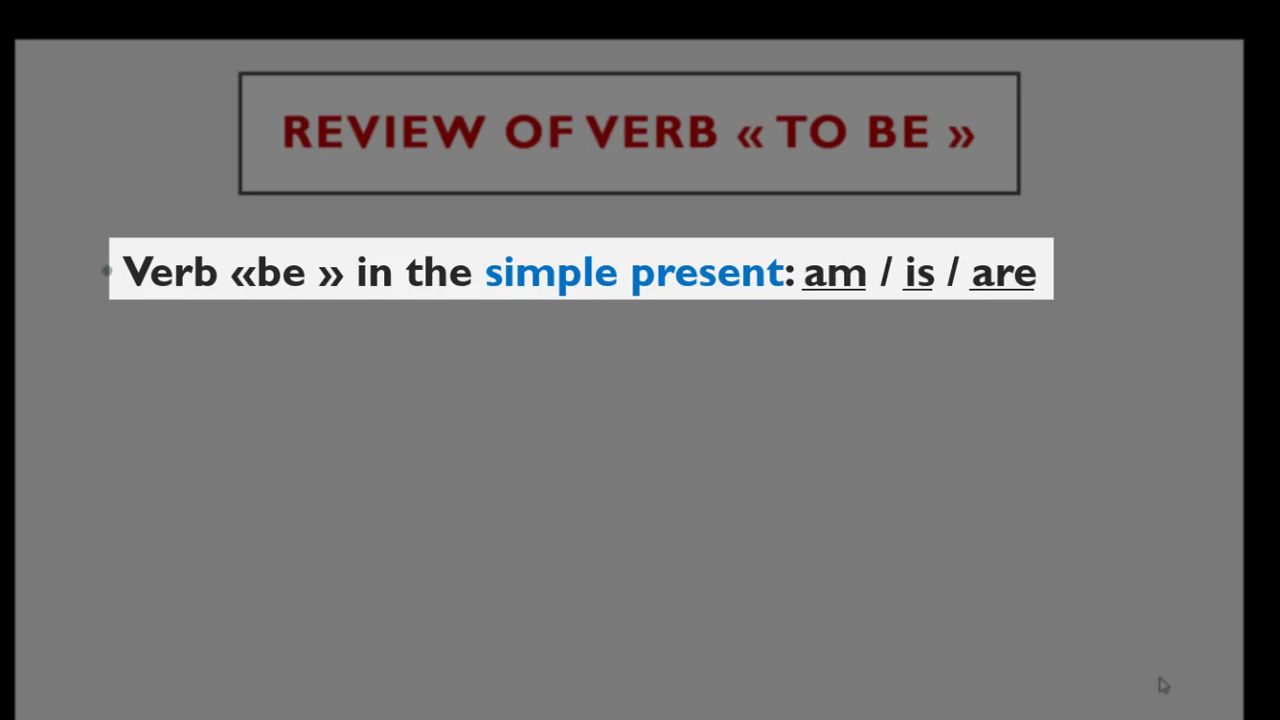 REVIEW OF VERB « TO BE »
• Verb «be » in the simple present: am / is / are